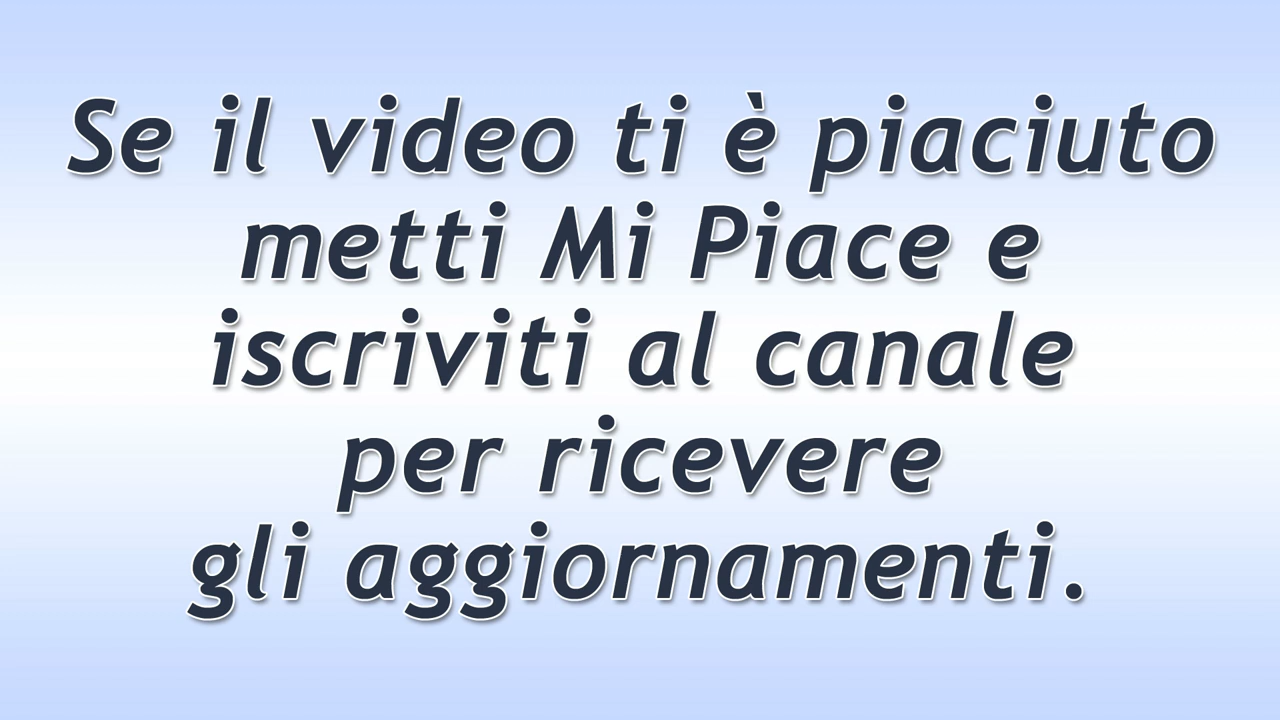 Se il video ti è piaciuto
metti Mi Piace e
iscriviti al canale
per ricevere
gli aggiornamenti.